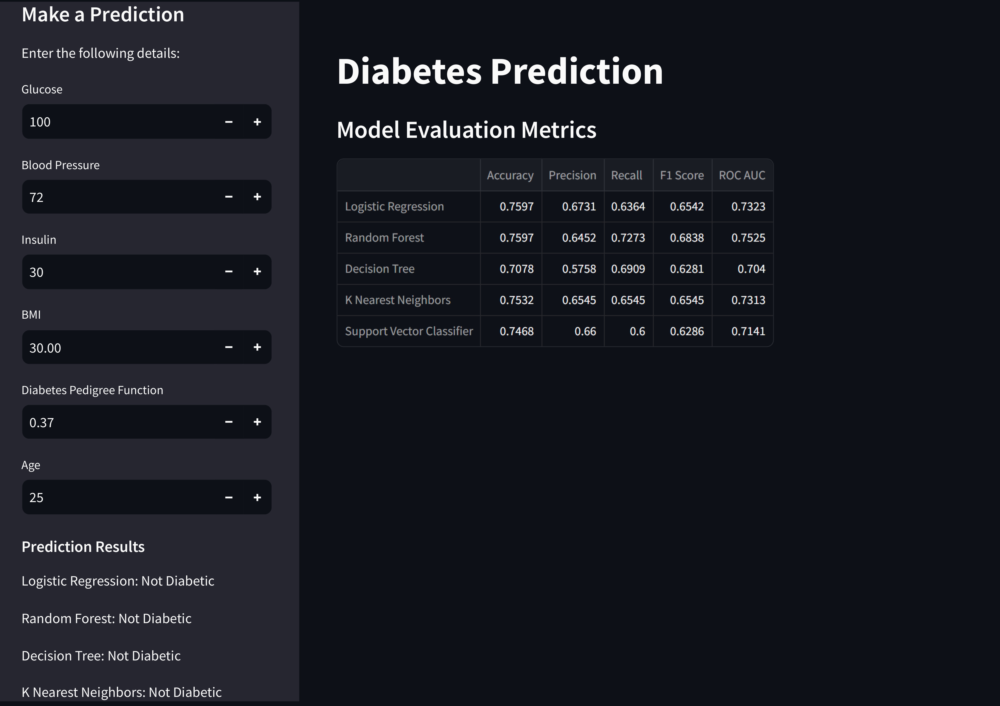 Make a Prediction
Enter the following details:
Glucose
100 − +
Blood Pressure
72 − +
Insulin
30 − +
BMI
30.00 − +
Diabetes Pedigree Function
0.37 − +
Age
25 − +
Prediction Results
Logistic Regression: Not Diabetic
Random Forest: Not Diabetic
Decision Tree: Not Diabetic
K Nearest Neighbors: Not Diabetic
Diabetes Prediction
Model Evaluation Metrics
Accuracy Precision Recall F1 Score ROC AUC
Logistic Regression 0.7597 0.6731 0.6364 0.6542 0.7323
Random Forest 0.7597 0.6452 0.7273 0.6838 0.7525
Decision Tree 0.7078 0.5758 0.6909 0.6281 0.704
K Nearest Neighbors 0.7532 0.6545 0.6545 0.6545 0.7313
Support Vector Classifier 0.7468 0.66 0.6 0.6286 0.7141